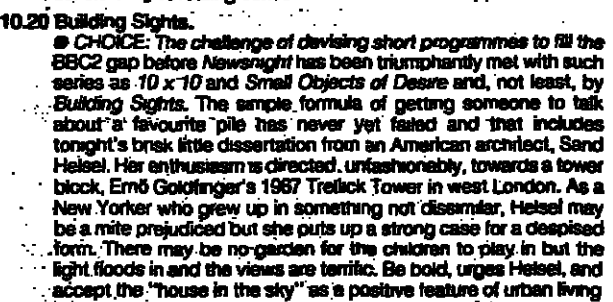 10.20 Building Sights.
● CHOICE: The challenge of devising short programmes to fill the
BBC2 gap before Newsnight has been triumphantly met with such
series as 10 x 10 and Small Objects of Desire and, not least, by
Building Sights. The simple formula of getting someone to talk
about a favourite pile has never yet failed and that includes
tonight's brisk little dissertation from an American architect, Sand
Helsel. Her enthusiasm is directed, unfashionably, towards a tower
block, Ernö Goldfinger's 1967 Trellick Tower in west London. As a
New Yorker who grew up in something not dissimilar, Helsel may
be a mite prejudiced but she puts up a strong case for a despised
form. There may be no garden for the children to play in but the
light floods in and the views are terrific. Be bold, urges Helsel, and
accept the "house in the sky" as a positive feature of urban living